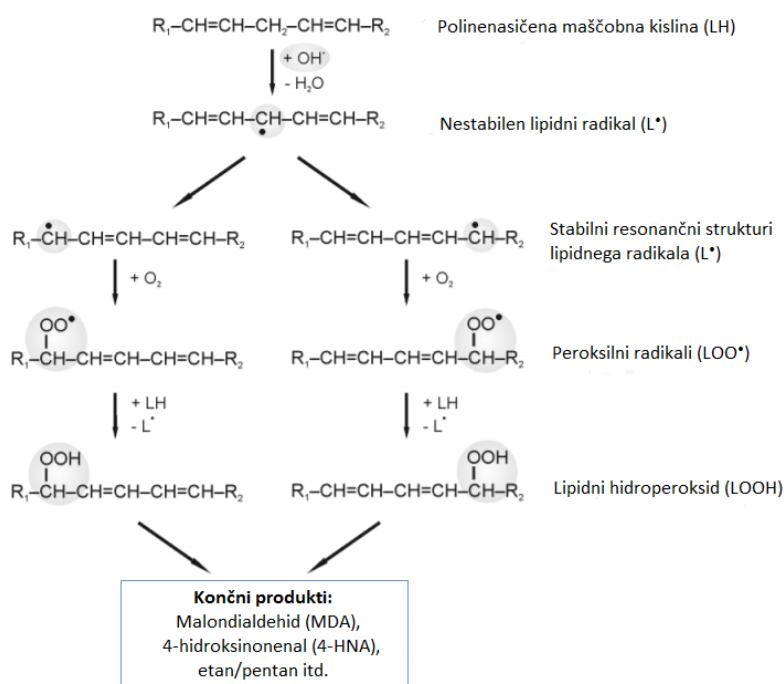 R₁–CH=CH–CH₂–CH=CH–R₂ Polinenasičena maščobna kislina (LH)
+ OH•
- H₂O
R₁–CH=CH–CH–CH=CH–R₂ Nestabilen lipidni radikal (L•)
R₁–CH–CH=CH–CH=CH–R₂ R₁–CH=CH–CH=CH–CH–R₂ Stabilni resonančni strukturi
lipidnega radikala (L•)
+ O₂ + O₂
OO• OO•
R₁–CH–CH=CH–CH=CH–R₂ R₁–CH=CH–CH=CH–CH–R₂ Peroksilni radikali (LOO•)
+ LH + LH
- L• - L•
OOH OOH
R₁–CH–CH=CH–CH=CH–R₂ R₁–CH=CH–CH=CH–CH–R₂ Lipidni hidroperoksid (LOOH)
Končni produkti:
Malondialdehid (MDA),
4-hidroksinonenal (4-HNA),
etan/pentan itd.